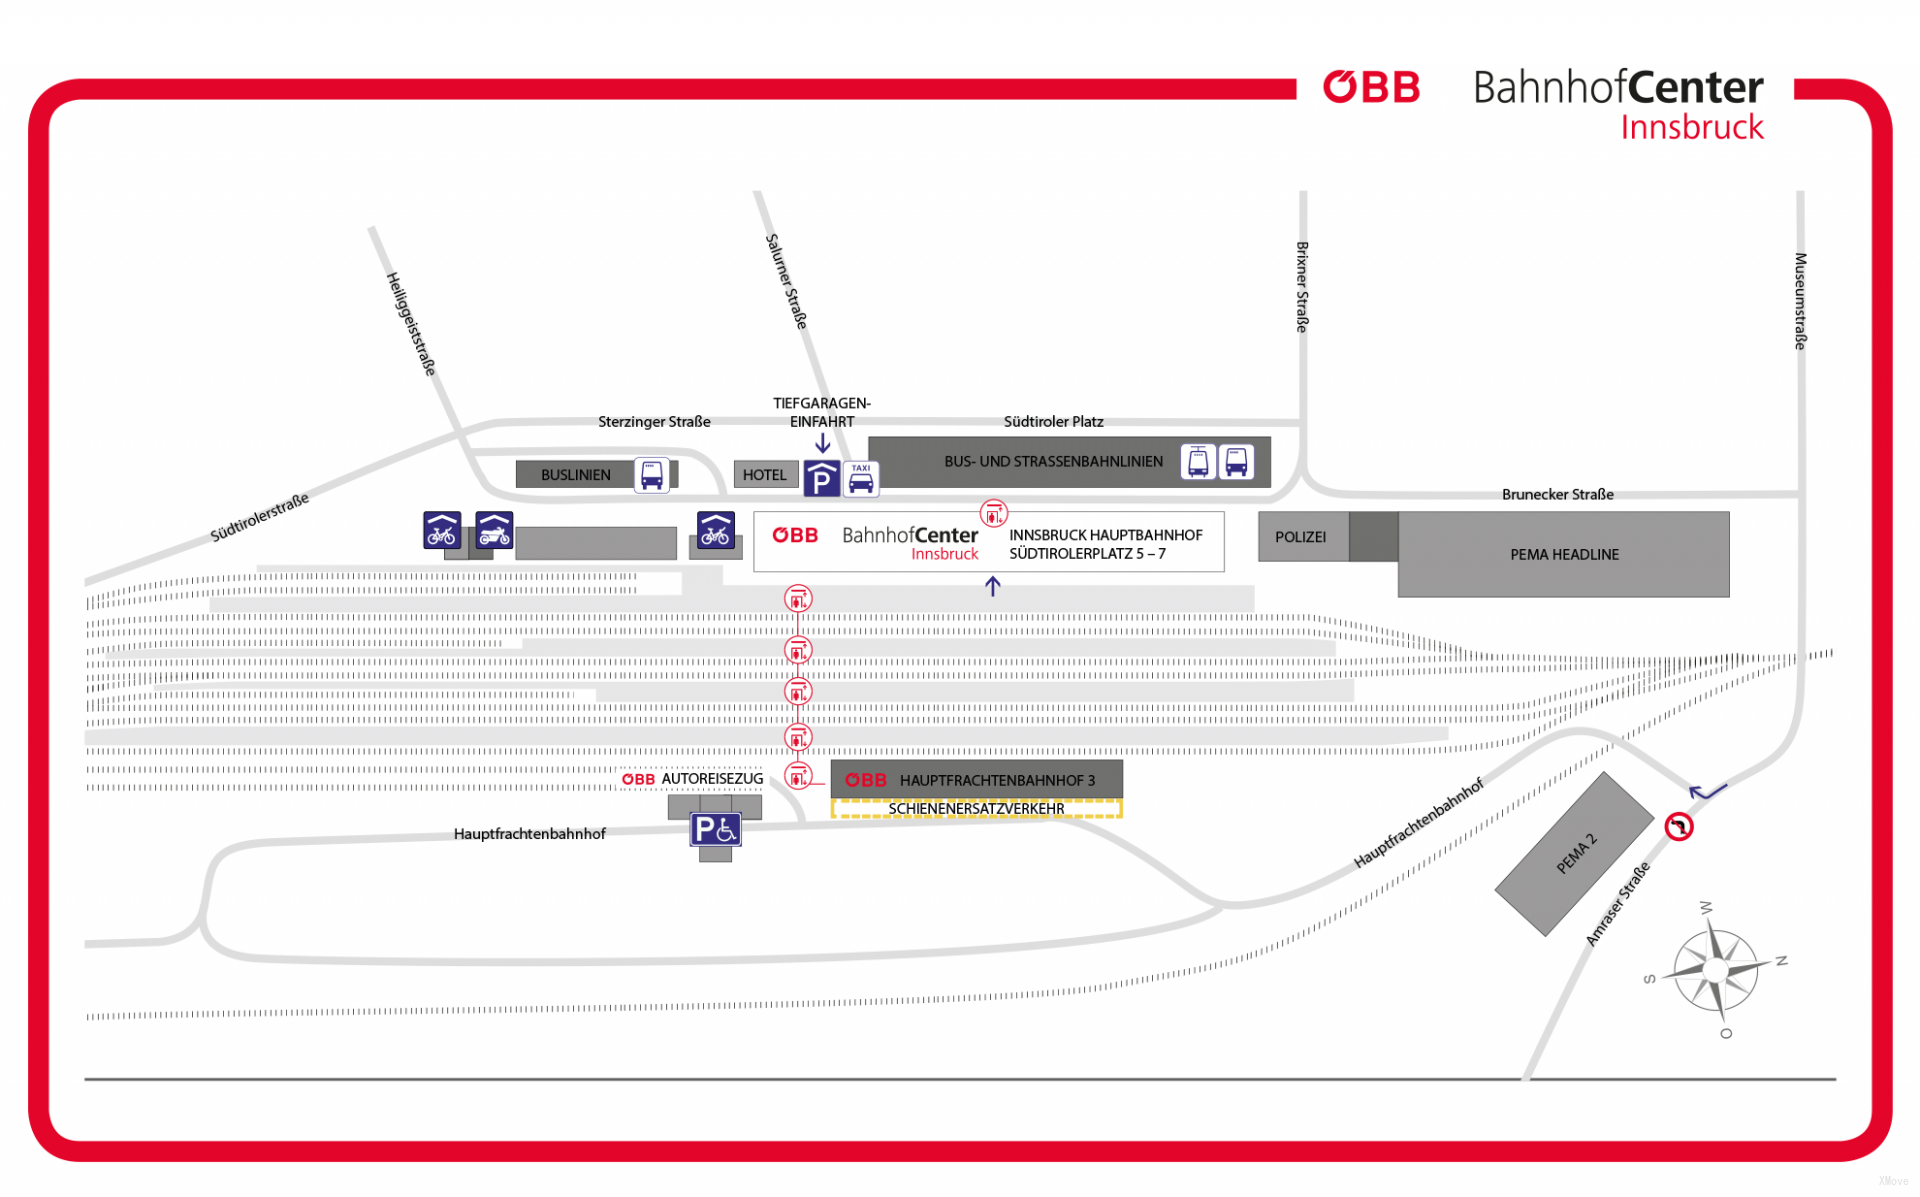 ÖBB BahnhofCenter
Innsbruck
Heiliggeiststraße
Salurner Straße
Brixner Straße
Museumstraße
TIEFGARAGEN-
EINFAHRT
Sterzinger Straße
Südtiroler Platz
BUSLINIEN
HOTEL
P
TAXI
BUS- UND STRASSENBAHNLINIEN
Südtirolerstraße
Brunecker Straße
ÖBB BahnhofCenter
Innsbruck
INNSBRUCK HAUPTBAHNHOF
SÜDTIROLERPLATZ 5 – 7
POLIZEI
PEMA HEADLINE
ÖBB AUTOREISEZUG
ÖBB HAUPTFRACHTENBAHNHOF 3
SCHIENENERSATZVERKEHR
P
Hauptfrachtenbahnhof
Hauptfrachtenbahnhof
PEMA 2
Amraser Straße
W
N
S
O
XMove